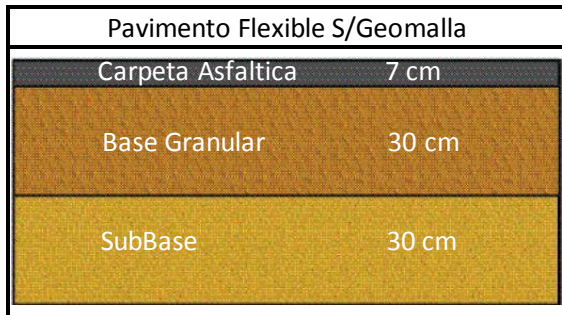 Pavimento Flexible S/Geomalla
Carpeta Asfaltica 7 cm
Base Granular 30 cm
SubBase 30 cm